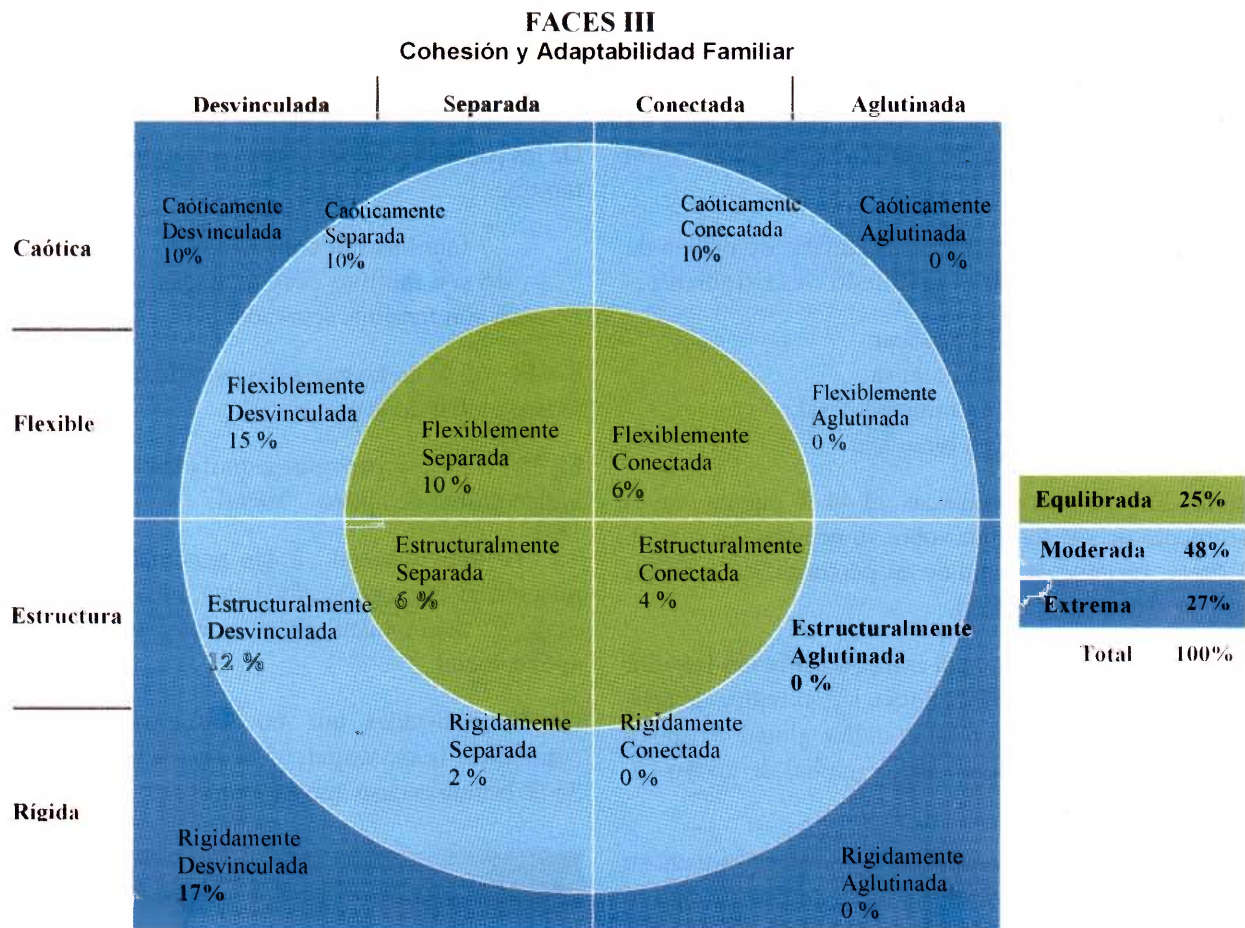 FACES III
Cohesión y Adaptabilidad Familiar
Desvinculada Separada Conectada Aglutinada
Caótica
Caóticamente
Desvinculada
10%
Caóticamente
Separada
10%
Caóticamente
Conecatada
10%
Caóticamente
Aglutinada
0 %
Flexible
Flexiblemente
Desvinculada
15 %
Flexiblemente
Separada
10 %
Flexiblemente
Conectada
6%
Flexiblemente
Aglutinada
0 %
Estructura
Estructuralmente
Desvinculada
12 %
Estructuralmente
Separada
6 %
Estructuralmente
Conectada
4 %
Estructuralmente
Aglutinada
0 %
Rígida
Rigidamente
Desvinculada
17%
Rigidamente
Separada
2 %
Rigidamente
Conectada
0 %
Rigidamente
Aglutinada
0 %
Equlibrada 25%
Moderada 48%
Extrema 27%
Total 100%